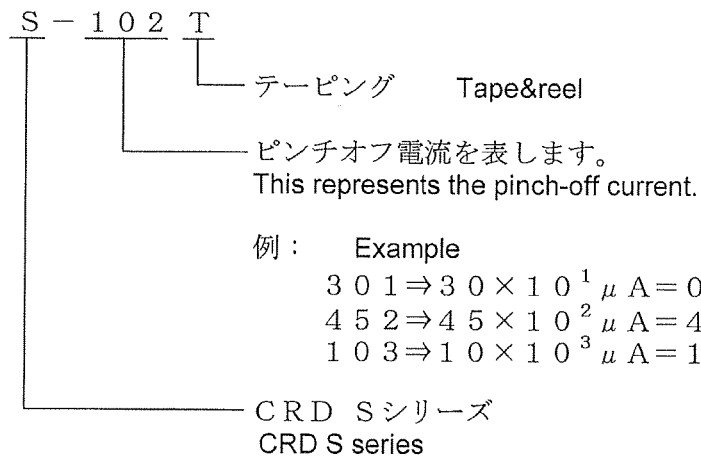 S-102T
テーピング Tape&reel
ピンチオフ電流を表します。
This represents the pinch-off current.
例: Example
301⇒30×10¹μA=0
452⇒45×10²μA=4
103⇒10×10³μA=1
CRD Sシリーズ
CRD S series